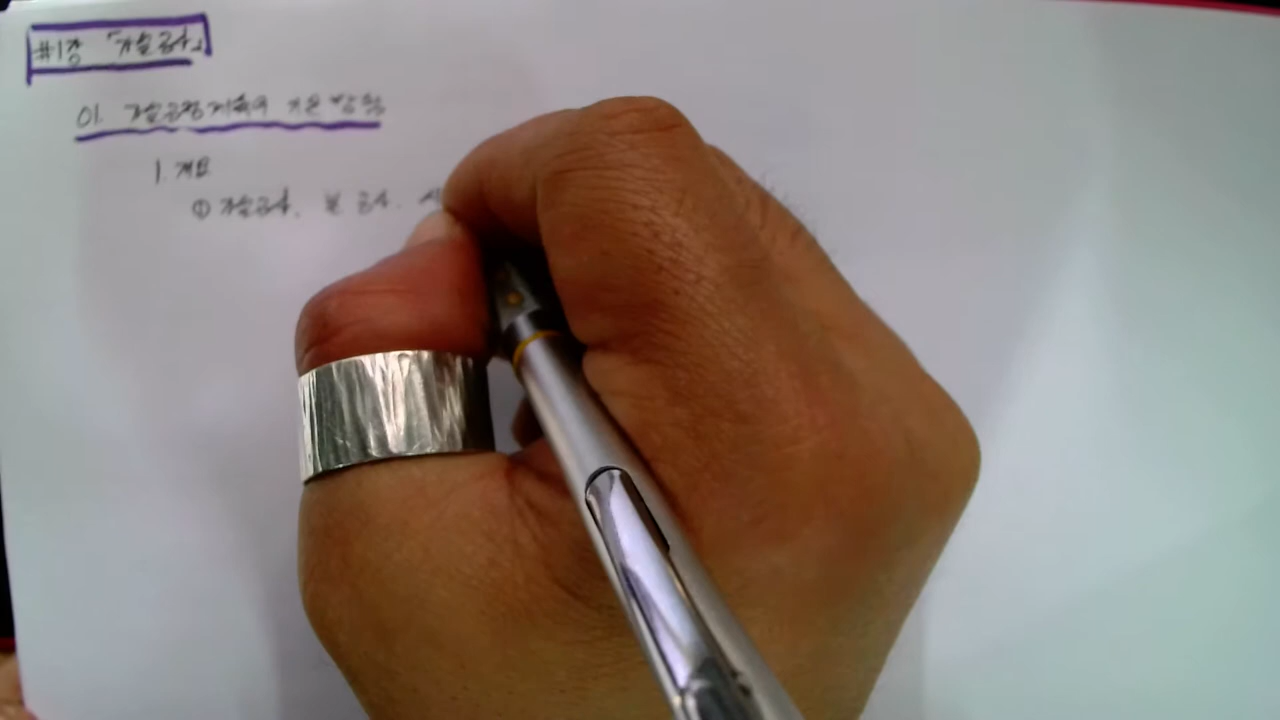 #1장 「가설공사」
01. 가설공사계획의 기본 방향
1. 개요
① 가설공사, 본 공사,